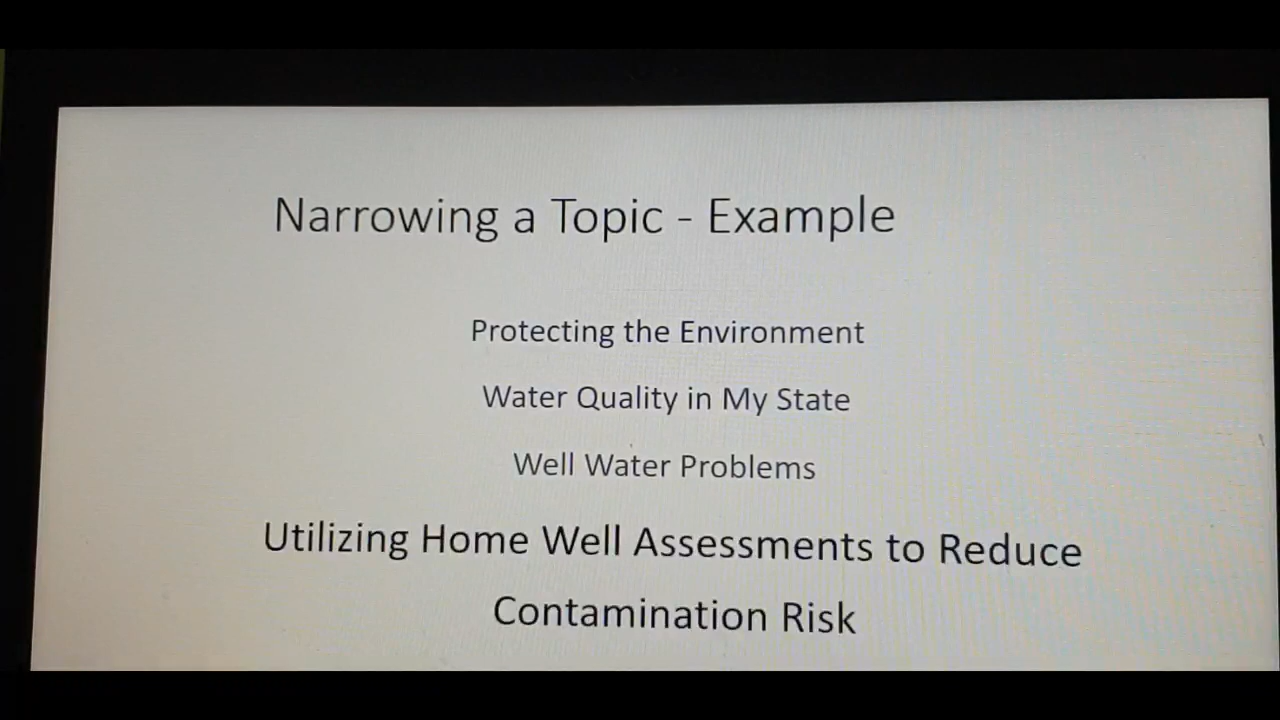 Narrowing a Topic - Example
Protecting the Environment
Water Quality in My State
Well Water Problems
Utilizing Home Well Assessments to Reduce
Contamination Risk